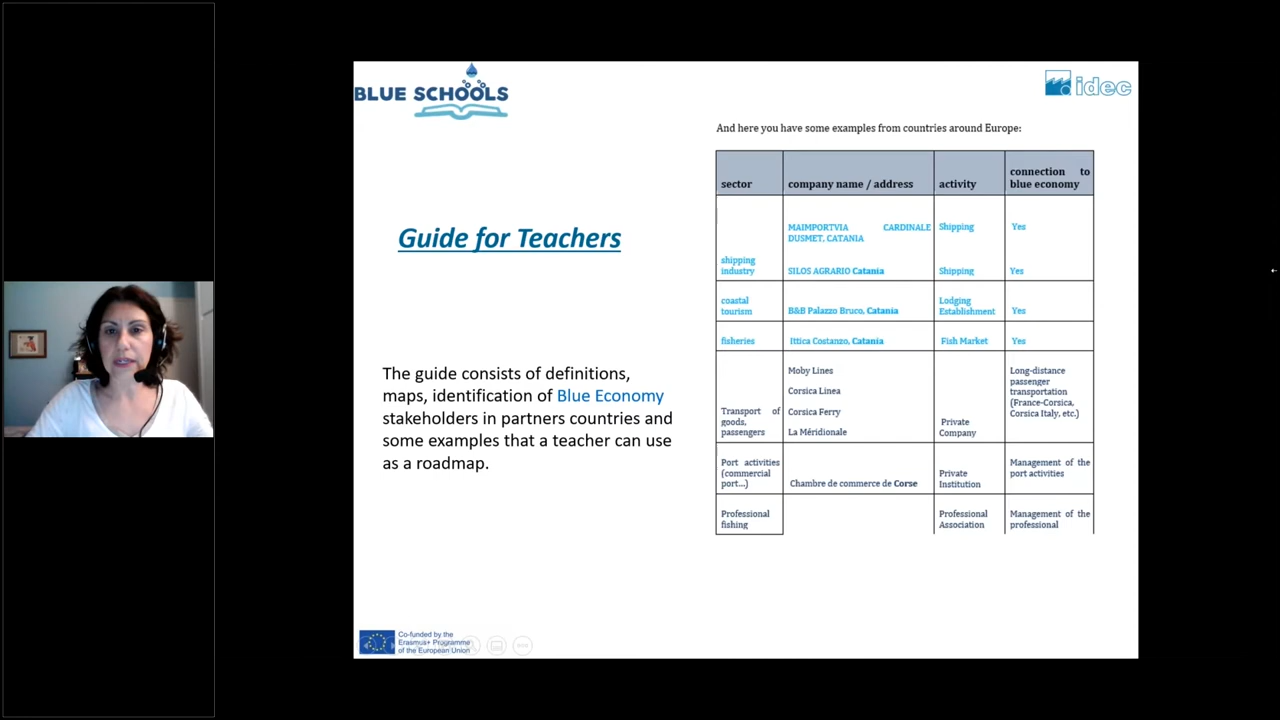 BLUE SCHOOLS
idec
And here you have some examples from countries around Europe:
sector
company name / address
activity
connection to
blue economy
Guide for Teachers
shipping
industry
MAIMPORTVIA CARDINALE
DUSMET, CATANIA
Shipping
Yes
SILOS AGRARIO Catania
Shipping
Yes
coastal
tourism
B&B Palazzo Bruco, Catania
Lodging
Establishment
Yes
fisheries
Ittica Costanzo, Catania
Fish Market
Yes
Transport of
goods,
passengers
Moby Lines
Corsica Linea
Corsica Ferry
La Méridionale
Private
Company
Long-distance
passenger
transportation
(France-Corsica,
Corsica Italy, etc.)
Port activities
(commercial
port...)
Chambre de commerce de Corse
Private
Institution
Management of the
port activities
Professional
fishing
Professional
Association
Management of the
professional
The guide consists of definitions,
maps, identification of Blue Economy
stakeholders in partners countries and
some examples that a teacher can use
as a roadmap.
Co-funded by the
Erasmus+ Programme
of the European Union